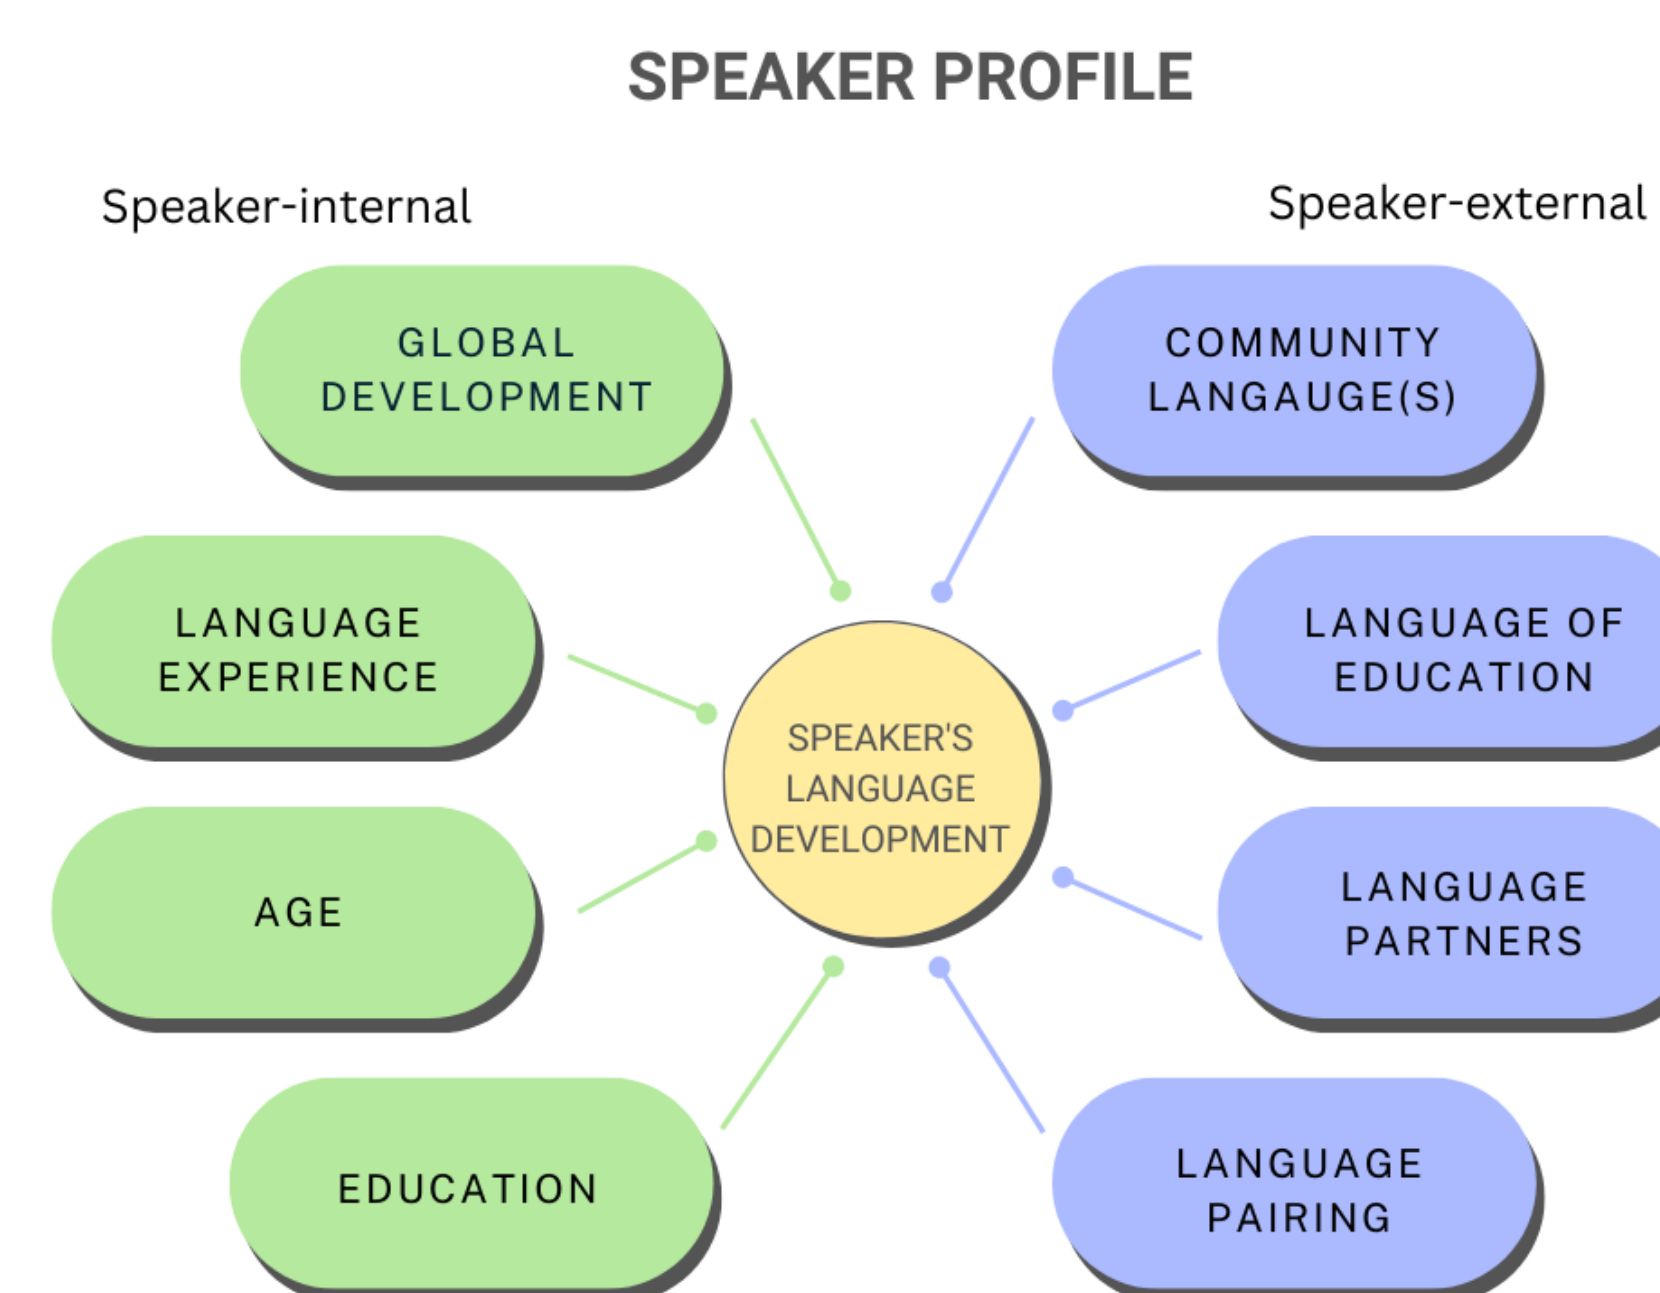 SPEAKER PROFILE
Speaker-internal
Speaker-external
GLOBAL
DEVELOPMENT
COMMUNITY
LANGAUGE(S)
LANGUAGE
EXPERIENCE
LANGUAGE OF
EDUCATION
SPEAKER'S
LANGUAGE
DEVELOPMENT
AGE
LANGUAGE
PARTNERS
EDUCATION
LANGUAGE
PAIRING